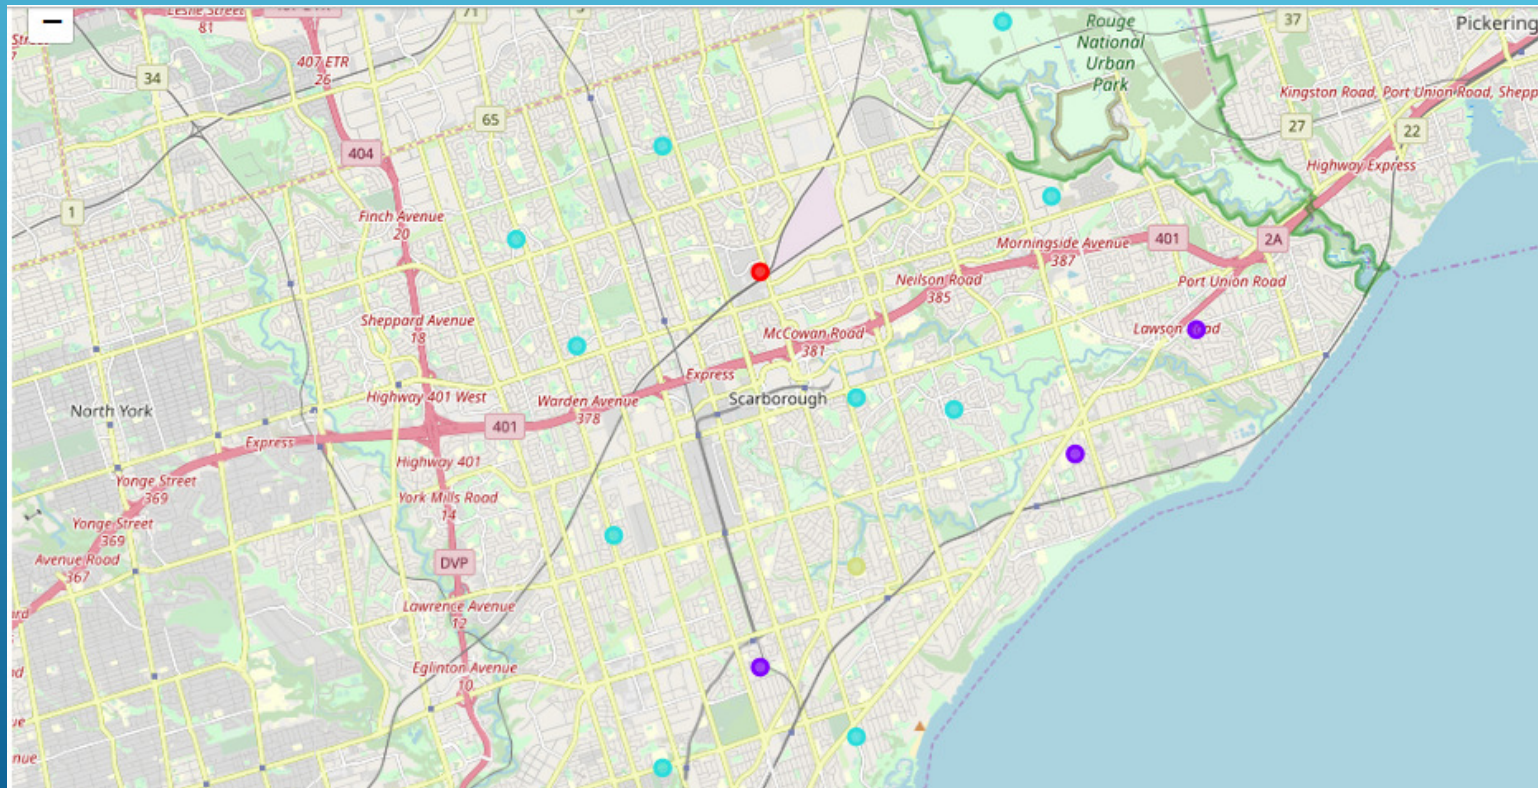 −
Leslie Street
81
71
37
Rouge
National
Urban
Park
Pickering
34
407 ETR
26
65
Kingston Road, Port Union Road, Shepp
27
22
404
Highway Express
1
Finch Avenue
20
401
2A
Morningside Avenue
387
Neilson Road
385
Port Union Road
Sheppard Avenue
18
McCowan Road
381
Lawson
Express
Highway 401 West
Warden Avenue
378
Scarborough
North York
401
Express
Highway 401
Yonge Street
369
York Mills Road
14
Yonge Street
369
Avenue Road
367
DVP
Lawrence Avenue
12
Eglinton Avenue
10